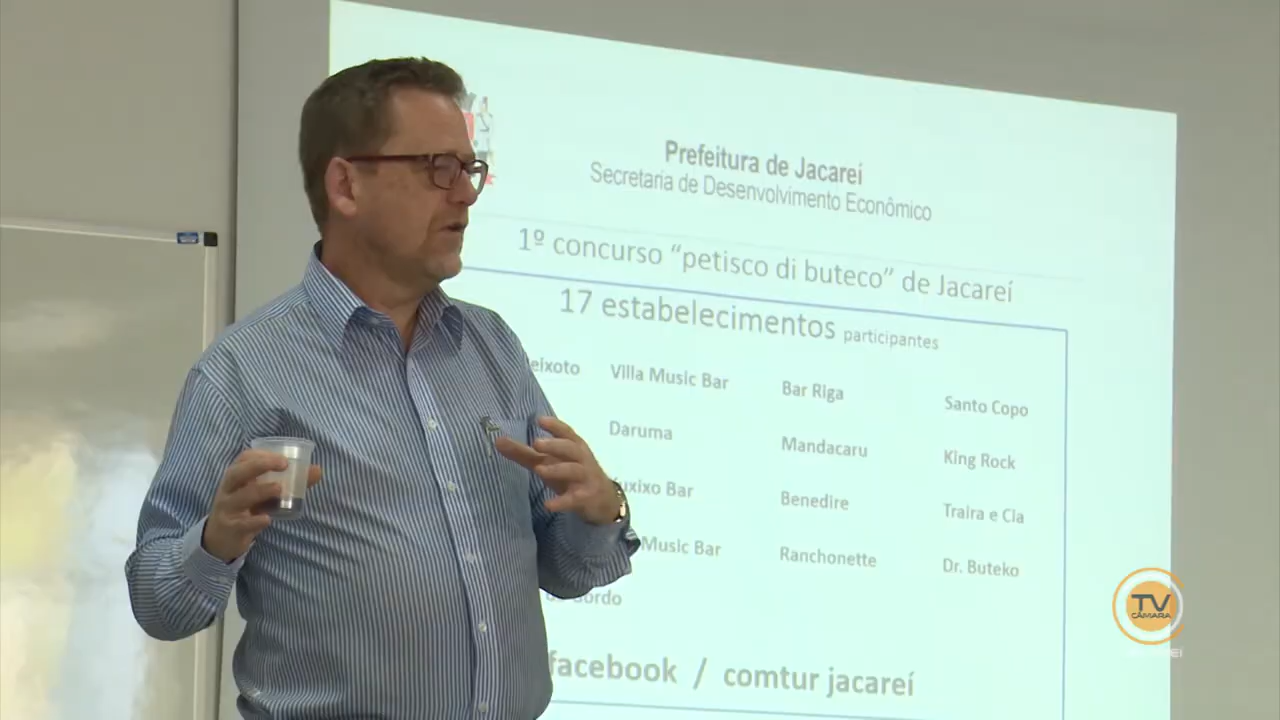 Prefeitura de Jacareí
Secretaria de Desenvolvimento Econômico
1º concurso “petisco di buteco” de Jacareí
17 estabelecimentos participantes
Villa Music Bar Bar Riga Santo Copo
Daruma Mandacaru King Rock
Bar Benedire Traira e Cia
Music Bar Ranchonette Dr. Buteko
facebook / comtur jacareí
TV
CÂMARA